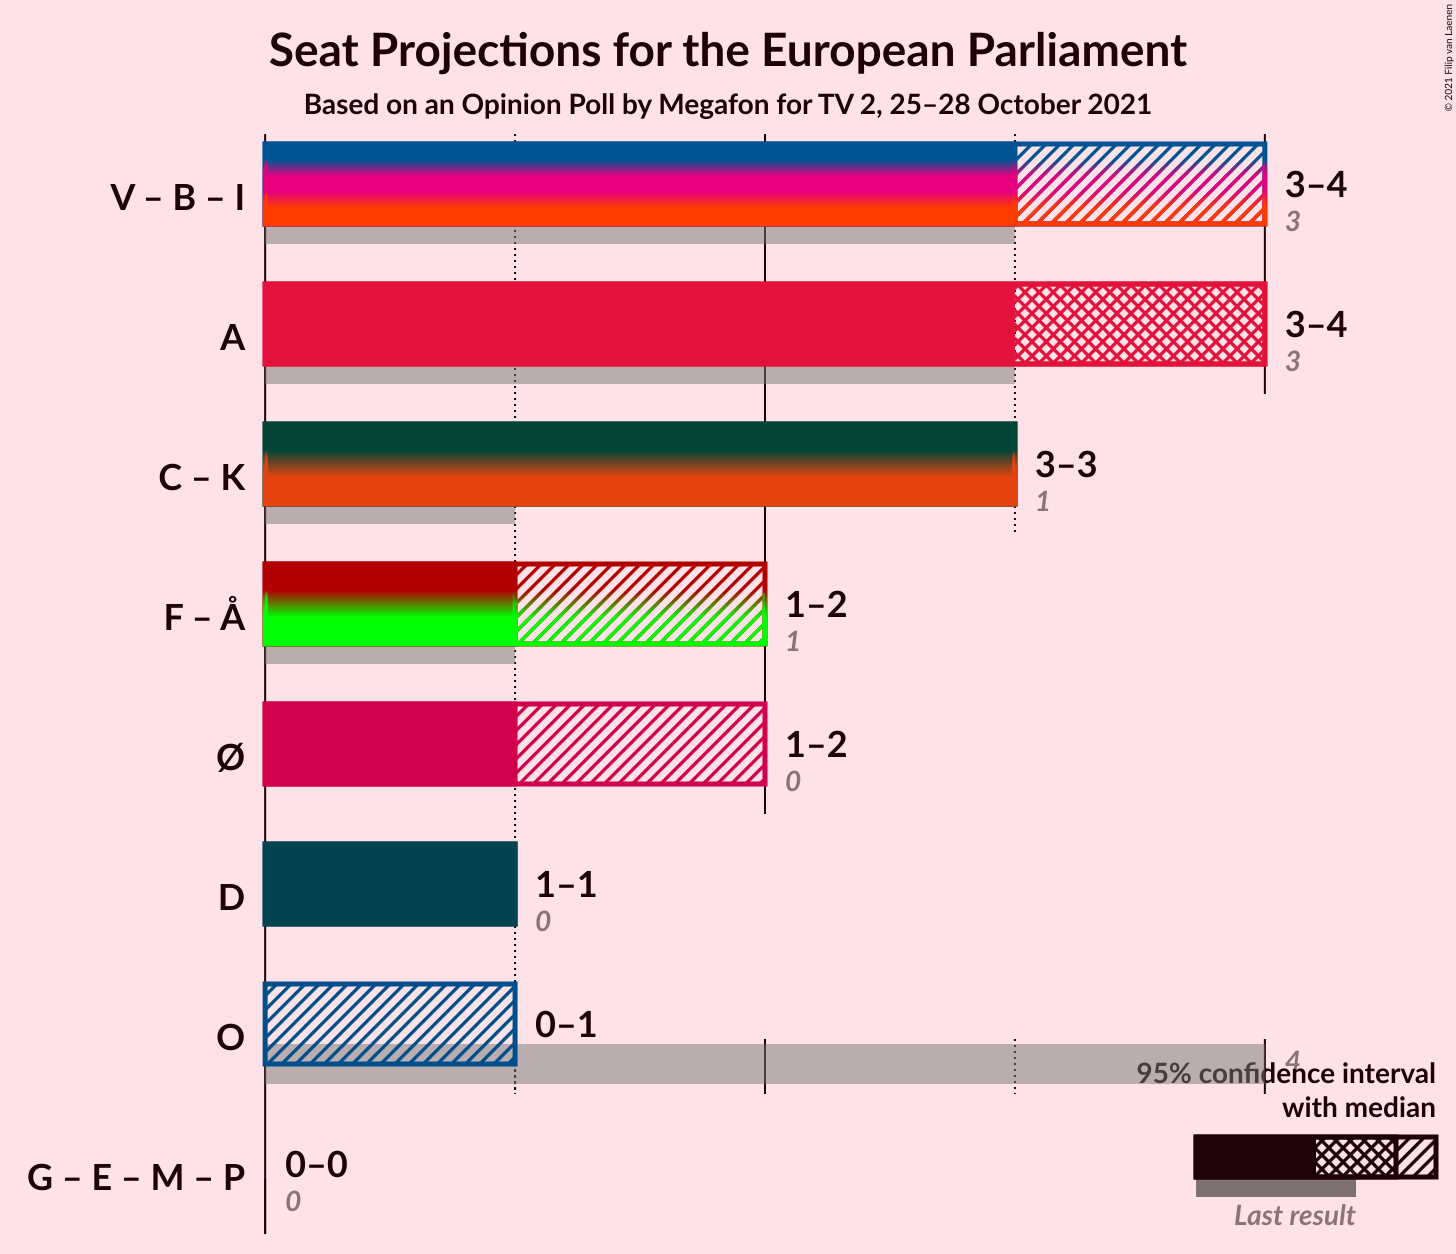 Seat Projections for the European Parliament
Based on an Opinion Poll by Megafon for TV 2, 25–28 October 2021
© 2021 Filip van Laenen
V – B – I
3–4
3
A
3–4
3
C – K
3–3
1
F – Å
1–2
1
Ø
1–2
0
D
1–1
0
O
0–1
4
G – E – M – P
0–0
0
95% confidence interval
with median
Last result